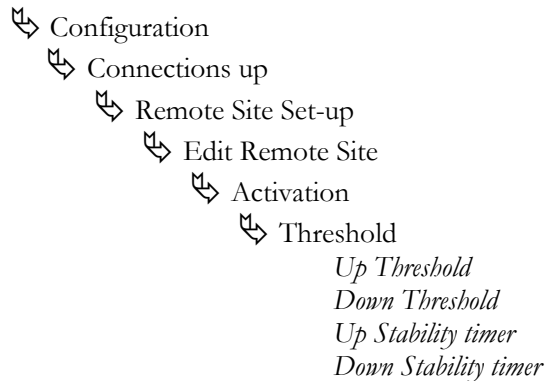 Configuration
Connections up
Remote Site Set-up
Edit Remote Site
Activation
Threshold
Up Threshold
Down Threshold
Up Stability timer
Down Stability timer